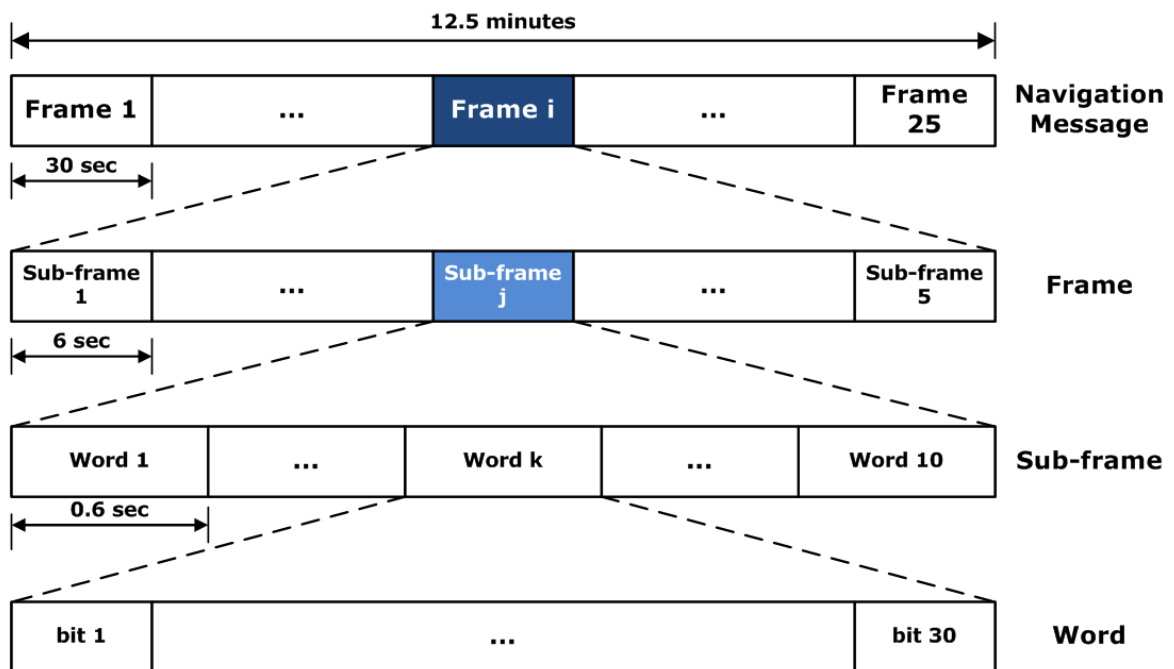 12.5 minutes
Frame 1
...
Frame i
...
Frame
25
Navigation
Message
30 sec
Sub-frame
1
...
Sub-frame
j
...
Sub-frame
5
Frame
6 sec
Word 1
...
Word k
...
Word 10
Sub-frame
0.6 sec
bit 1
...
bit 30
Word